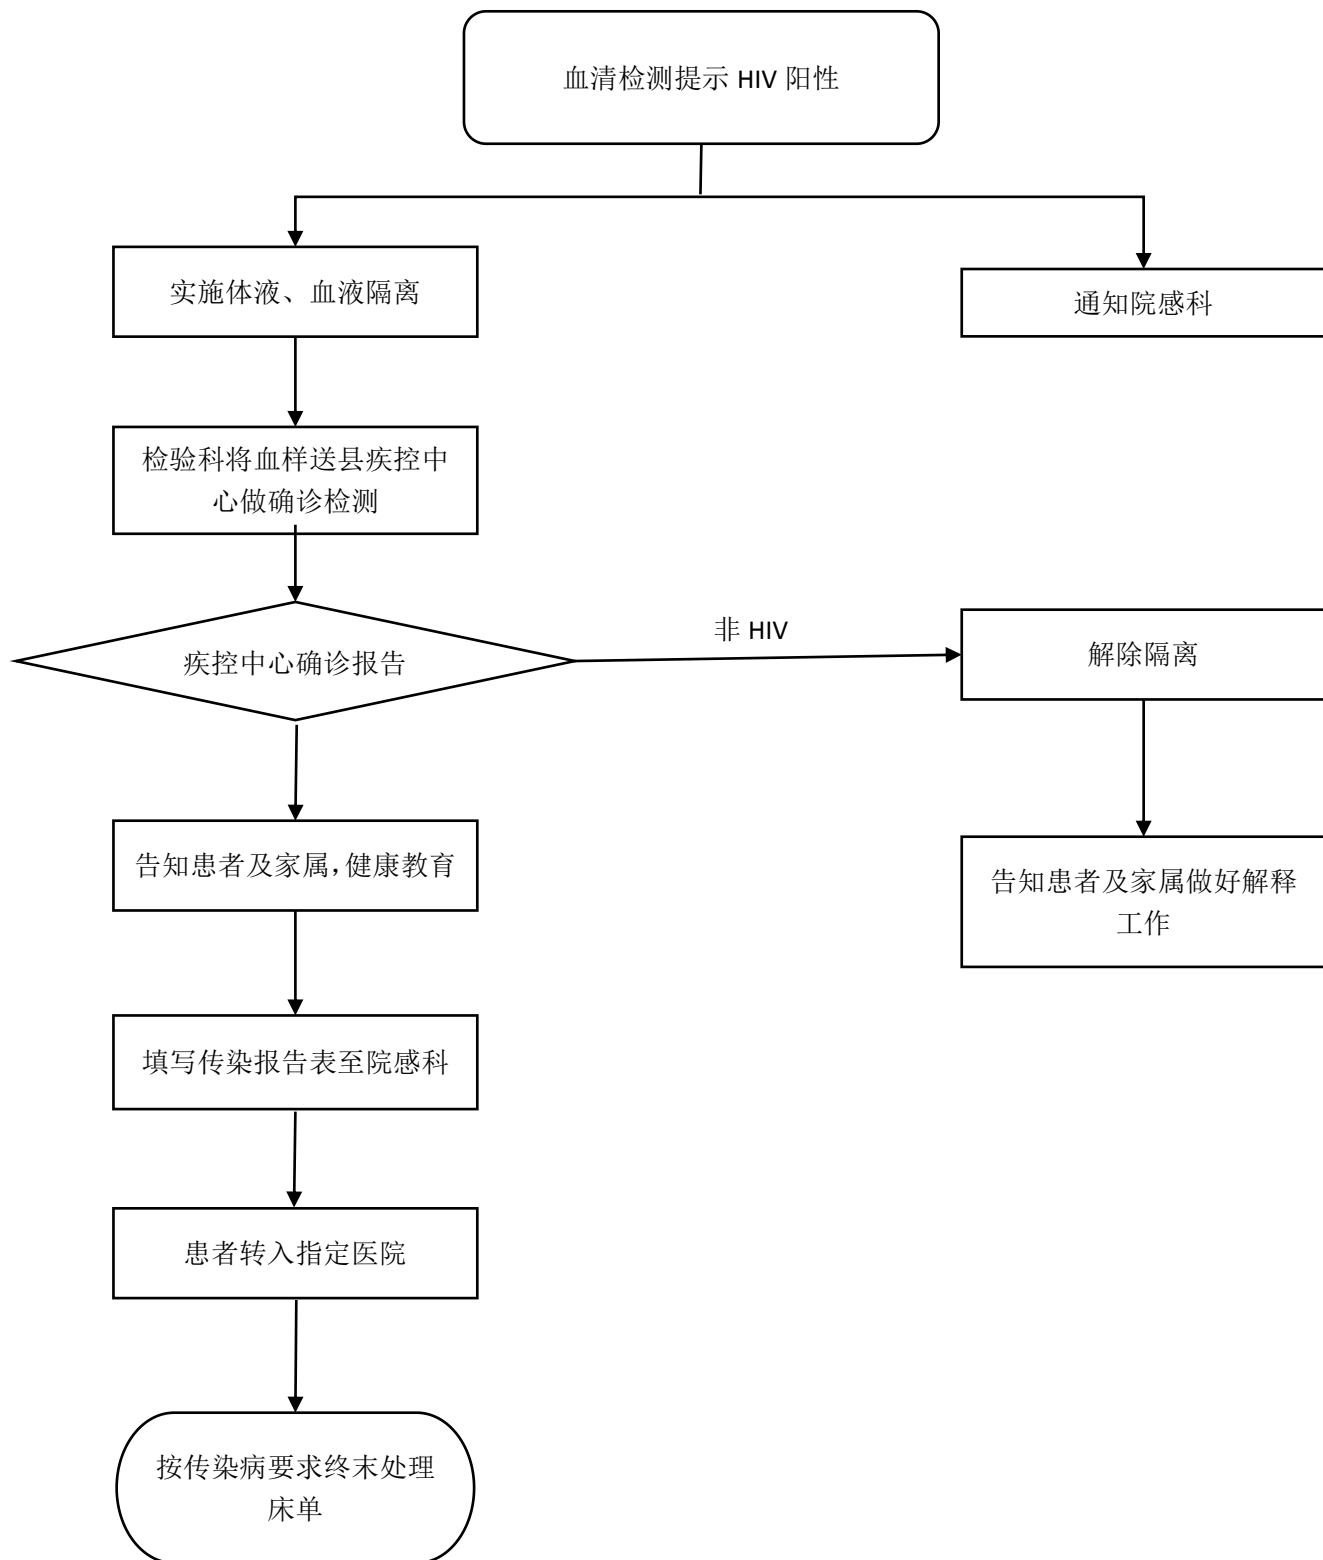 血清检测提示 HIV 阳性
实施体液、血液隔离
通知院感科
检验科将血样送县疾控中
心做确诊检测
疾控中心确诊报告
非 HIV
解除隔离
告知患者及家属,健康教育
告知患者及家属做好解释
工作
填写传染报告表至院感科
患者转入指定医院
按传染病要求终末处理
床单